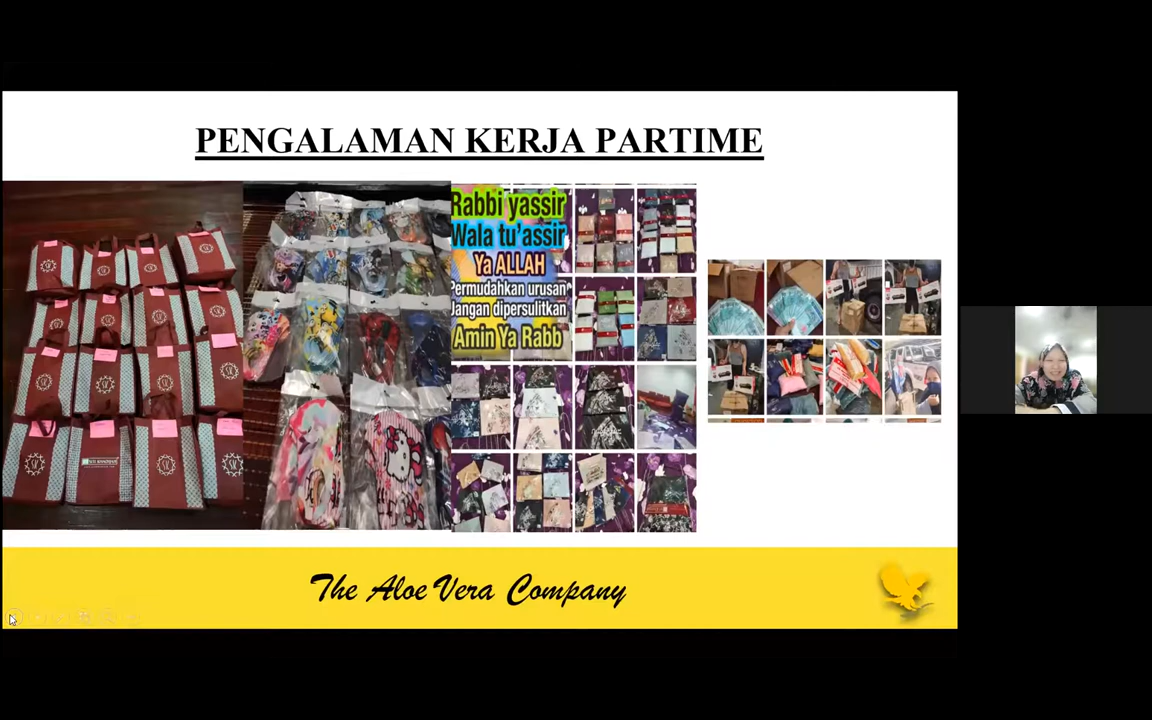 PENGALAMAN KERJA PARTIME
Rabbi yassir
Wala tu'assir
Ya ALLAH
Permudahkan urusan
Jangan dipersulitkan
Amin Ya Rabb
SK
The Aloe Vera Company